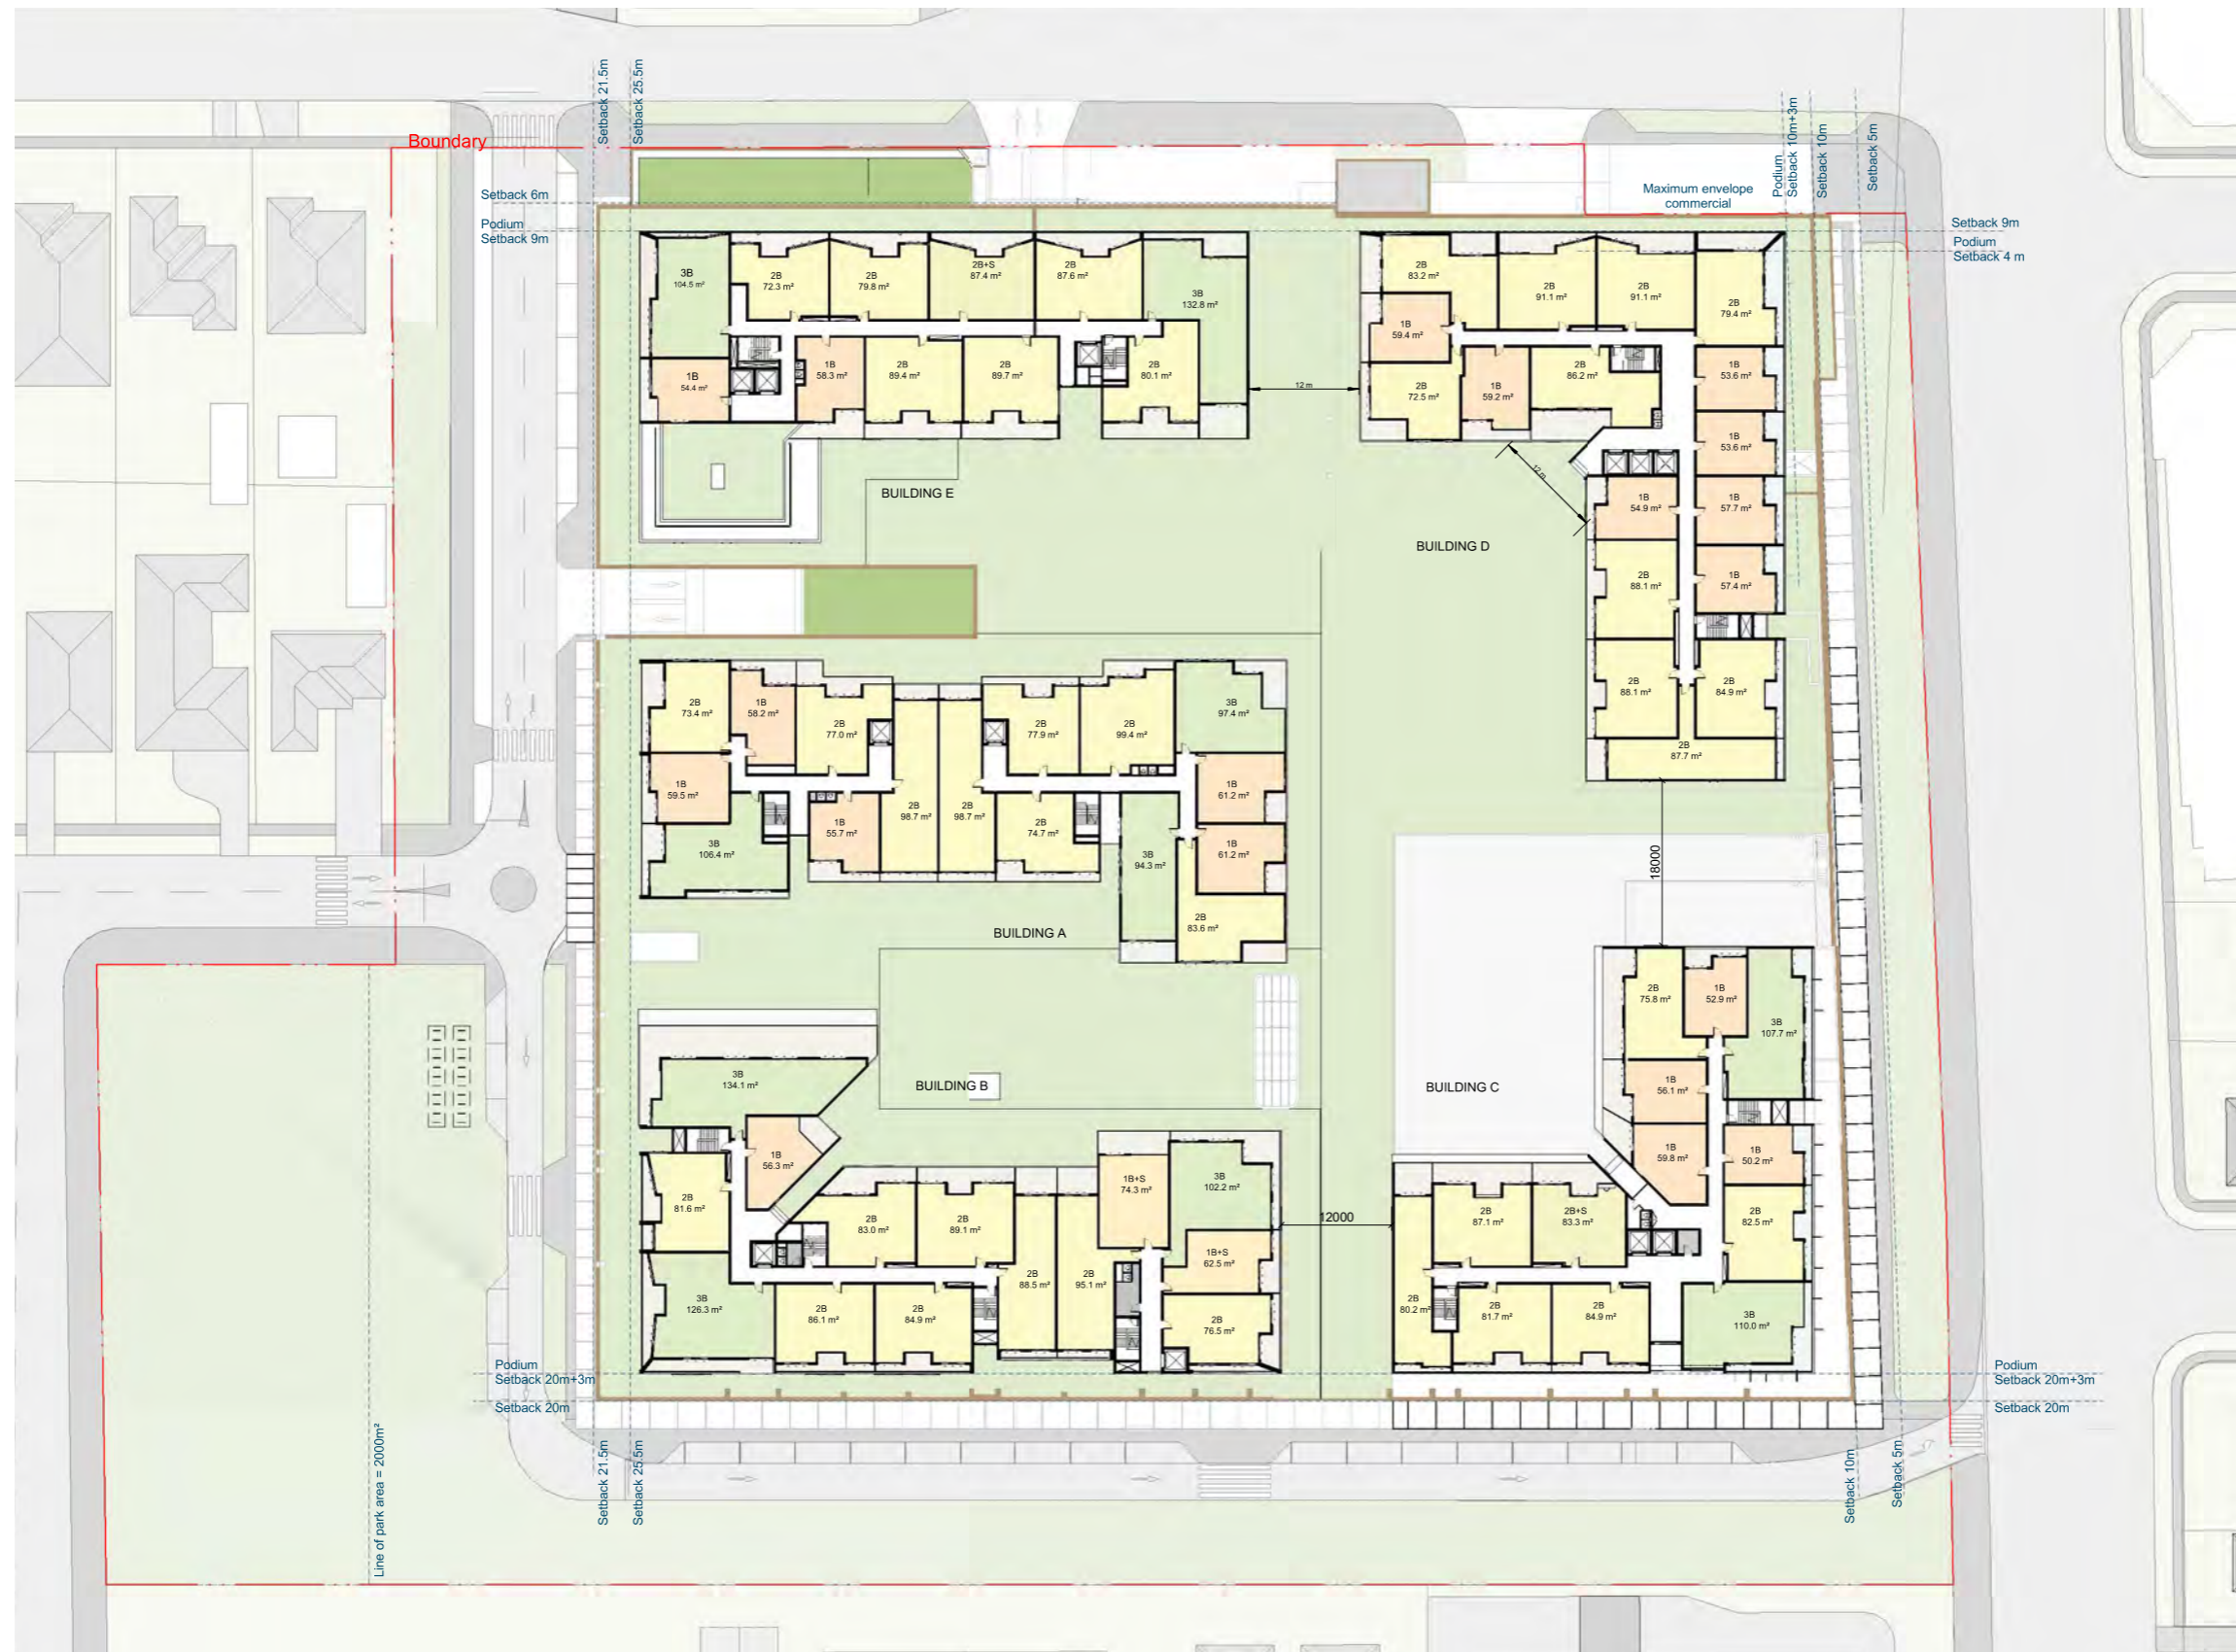 Setback 21.5m
Setback 25.5m
Boundary
Setback 6m
Podium
Setback 9m
Maximum envelope
commercial
Podium
Setback 10m+3m
Setback 10m
Setback 5m
Setback 9m
Podium
Setback 4 m
3B
104.5 m²
2B
72.3 m²
2B
79.8 m²
2B+S
87.4 m²
2B
87.6 m²
3B
132.8 m²
1B
54.4 m²
1B
58.3 m²
2B
89.4 m²
2B
89.7 m²
2B
80.1 m²
12 m
BUILDING E
2B
83.2 m²
2B
91.1 m²
2B
91.1 m²
2B
79.4 m²
1B
59.4 m²
2B
72.5 m²
1B
59.2 m²
2B
86.2 m²
1B
53.6 m²
1B
53.6 m²
12 m
1B
54.9 m²
1B
57.7 m²
BUILDING D
2B
88.1 m²
1B
57.4 m²
2B
88.1 m²
2B
84.9 m²
2B
87.7 m²
18000
2B
73.4 m²
1B
58.2 m²
2B
77.0 m²
2B
77.9 m²
2B
99.4 m²
3B
97.4 m²
1B
59.5 m²
3B
106.4 m²
1B
55.7 m²
2B
98.7 m²
2B
98.7 m²
2B
74.7 m²
3B
94.3 m²
1B
61.2 m²
1B
61.2 m²
2B
83.6 m²
BUILDING A
3B
134.1 m²
BUILDING B
1B
56.3 m²
2B
81.6 m²
2B
83.0 m²
2B
89.1 m²
1B+S
74.3 m²
3B
102.2 m²
3B
126.3 m²
2B
86.1 m²
2B
84.9 m²
2B
88.5 m²
2B
95.1 m²
1B+S
62.5 m²
2B
76.5 m²
12000
BUILDING C
2B
75.8 m²
1B
52.9 m²
3B
107.7 m²
1B
56.1 m²
1B
59.8 m²
1B
50.2 m²
2B
87.1 m²
2B+S
83.3 m²
2B
82.5 m²
2B
80.2 m²
2B
81.7 m²
2B
84.9 m²
3B
110.0 m²
Podium
Setback 20m+3m
Setback 20m
Podium
Setback 20m+3m
Setback 20m
Line of park area = 2000m²
Setback 21.5m
Setback 25.5m
Setback 10m
Setback 5m